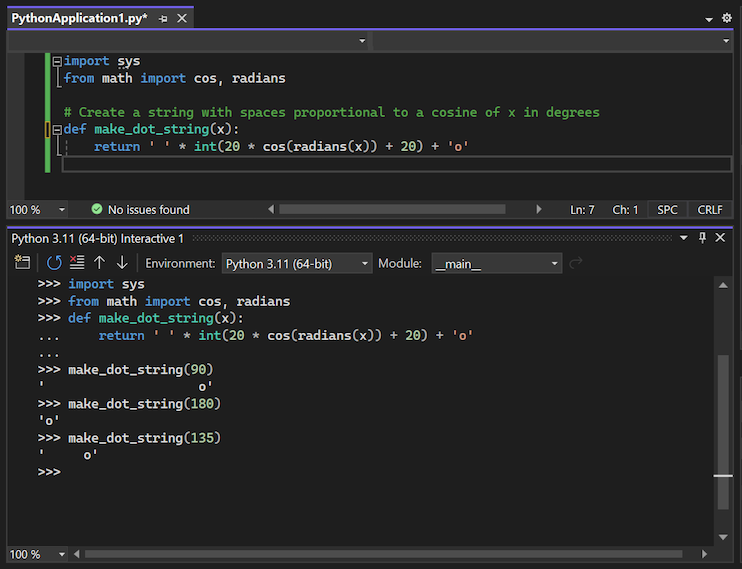 PythonApplication1.py*
import sys
from math import cos, radians
# Create a string with spaces proportional to a cosine of x in degrees
def make_dot_string(x):
    return ' ' * int(20 * cos(radians(x)) + 20) + 'o'
100 % No issues found Ln: 7 Ch: 1 SPC CRLF
Python 3.11 (64-bit) Interactive 1
Environment: Python 3.11 (64-bit) Module: __main__
>>> import sys
>>> from math import cos, radians
>>> def make_dot_string(x):
...     return ' ' * int(20 * cos(radians(x)) + 20) + 'o'
...
>>> make_dot_string(90)
'                    o'
>>> make_dot_string(180)
'o'
>>> make_dot_string(135)
'     o'
>>>
100 %